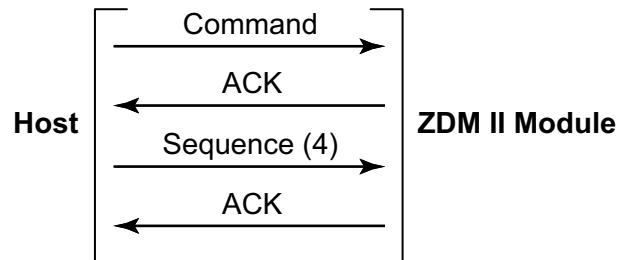 Command
ACK
Host
ZDM II Module
Sequence (4)
ACK